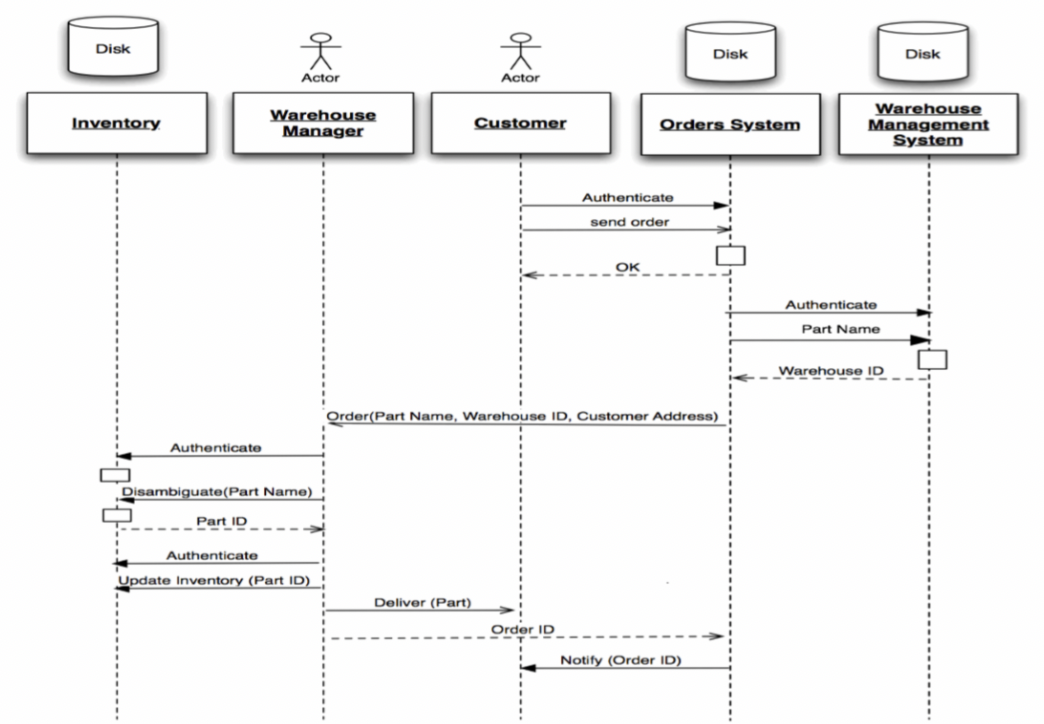 Disk
Actor
Actor
Disk
Disk
Inventory
Warehouse
Manager
Customer
Orders System
Warehouse
Management
System
Authenticate
send order
OK
Authenticate
Part Name
Warehouse ID
Order(Part Name, Warehouse ID, Customer Address)
Authenticate
Disambiguate(Part Name)
Part ID
Authenticate
Update Inventory (Part ID)
Deliver (Part)
Order ID
Notify (Order ID)